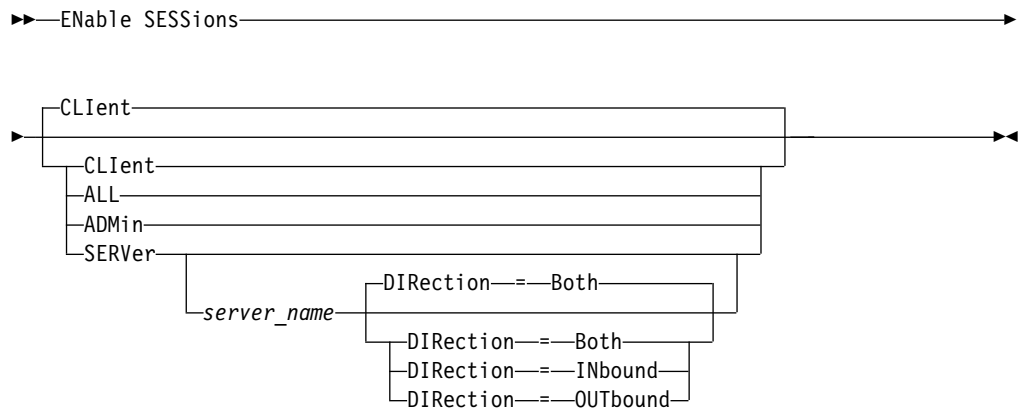 ENable SESSions
CLIent
CLIent
ALL
ADMin
SERVer
DIRection = Both
server_name
DIRection = Both
DIRection = INbound
DIRection = OUTbound